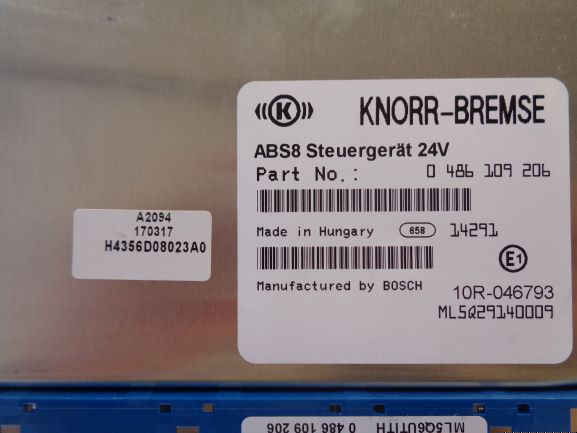 K KNORR-BREMSE
ABS8 Steuergerät 24V
Part No.: 0 486 109 206
Made in Hungary 658 14291
E1
Manufactured by BOSCH 10R-046793
ML5Q29140009
A2094
170317
H4356D08023A0
ML5Q6UTITH 0 486 109 206